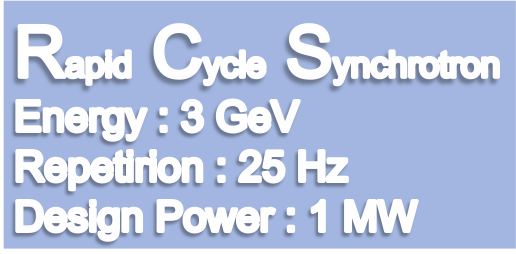 Rapid Cycle Synchrotron
Energy : 3 GeV
Repetirion : 25 Hz
Design Power : 1 MW